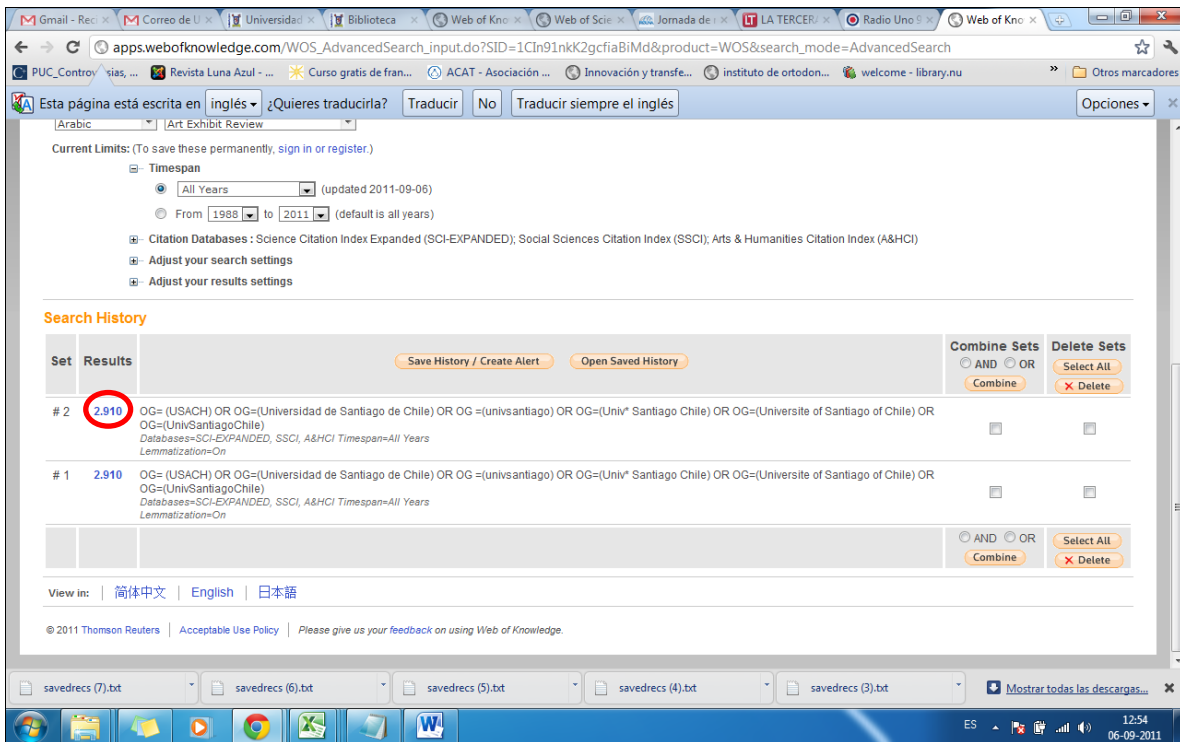 Gmail - Reci
Correo de U
Universidad
Biblioteca
Web of Kno
Web of Scie
Jornada de
LA TERCER
Radio Uno 9
Web of Kno
apps.webofknowledge.com/WOS_AdvancedSearch_input.do?SID=1CIn91nkK2gcfiaBiMd&product=WOS&search_mode=AdvancedSearch
PUC_Controv sias, ... Revista Luna Azul - ... Curso gratis de fran... ACAT - Asociación ... Innovación y transfe... instituto de ortodon... welcome - library.nu » Otros marcadores
Esta página está escrita en inglés ¿Quieres traducirla? Traducir No Traducir siempre el inglés Opciones
Arabic Art Exhibit Review
Current Limits: (To save these permanently, sign in or register.)
Timespan
All Years (updated 2011-09-06)
From 1988 to 2011 (default is all years)
Citation Databases : Science Citation Index Expanded (SCI-EXPANDED); Social Sciences Citation Index (SSCI); Arts & Humanities Citation Index (A&HCI)
Adjust your search settings
Adjust your results settings
Search History
Set Results Save History / Create Alert Open Saved History Combine Sets AND OR Combine Delete Sets Select All Delete
# 2 2.910 OG= (USACH) OR OG=(Universidad de Santiago de Chile) OR OG =(univsantiago) OR OG=(Univ* Santiago Chile) OR OG=(Universite of Santiago of Chile) OR
OG=(UnivSantiagoChile)
Databases=SCI-EXPANDED, SSCI, A&HCI Timespan=All Years
Lemmatization=On
# 1 2.910 OG= (USACH) OR OG=(Universidad de Santiago de Chile) OR OG =(univsantiago) OR OG=(Univ* Santiago Chile) OR OG=(Universite of Santiago of Chile) OR
OG=(UnivSantiagoChile)
Databases=SCI-EXPANDED, SSCI, A&HCI Timespan=All Years
Lemmatization=On
AND OR Combine Select All Delete
View in: | 简体中文 | English | 日本語
© 2011 Thomson Reuters | Acceptable Use Policy | Please give us your feedback on using Web of Knowledge.
savedrecs (7).txt savedrecs (6).txt savedrecs (5).txt savedrecs (4).txt savedrecs (3).txt Mostrar todas las descargas...
ES 12:54
06-09-2011